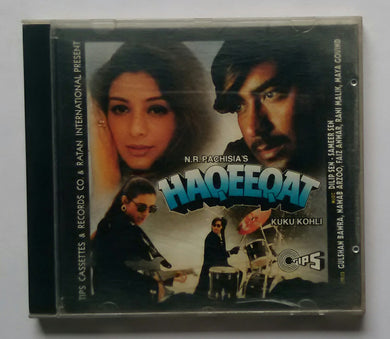 TIPS CASSETTES & RECORDS CO & RATAN INTERNATIONAL PRESENT
N.R. PACHISIA'S
HAQEEQAT
KUKU KOHLI
TIPS
MUSIC DILIP SEN - SAMEER SEN
GULSHAN BAWRA, NAWAB ARZOO, FAIZ ANWAR, RANI MALIK, MAYA GOVIND